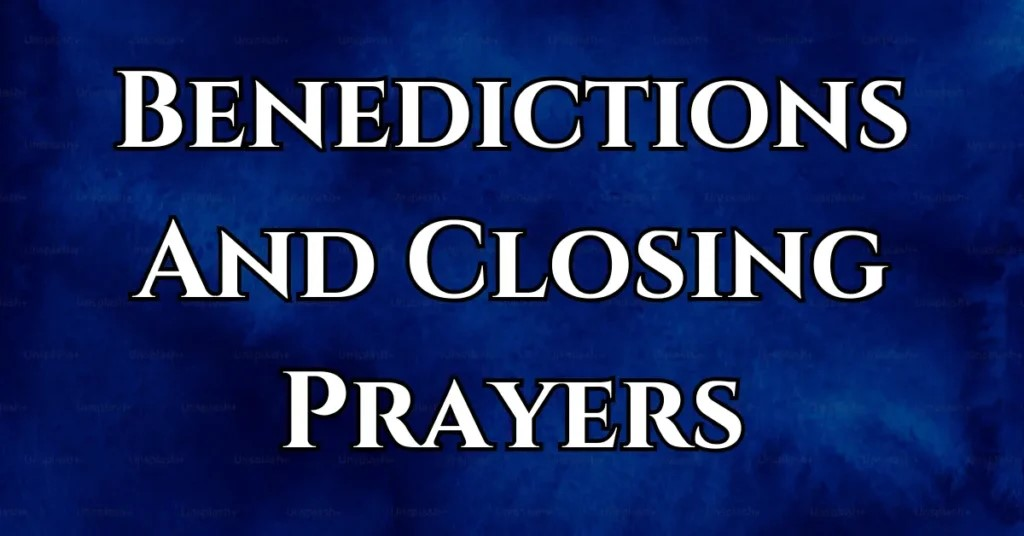 Benedictions
And Closing
Prayers